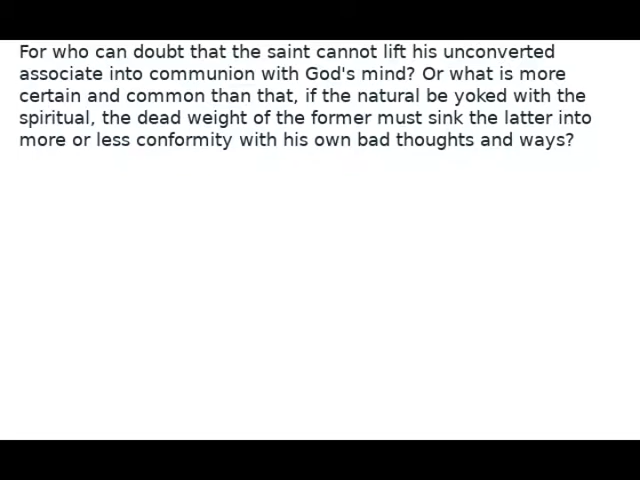 For who can doubt that the saint cannot lift his unconverted
associate into communion with God's mind? Or what is more
certain and common than that, if the natural be yoked with the
spiritual, the dead weight of the former must sink the latter into
more or less conformity with his own bad thoughts and ways?